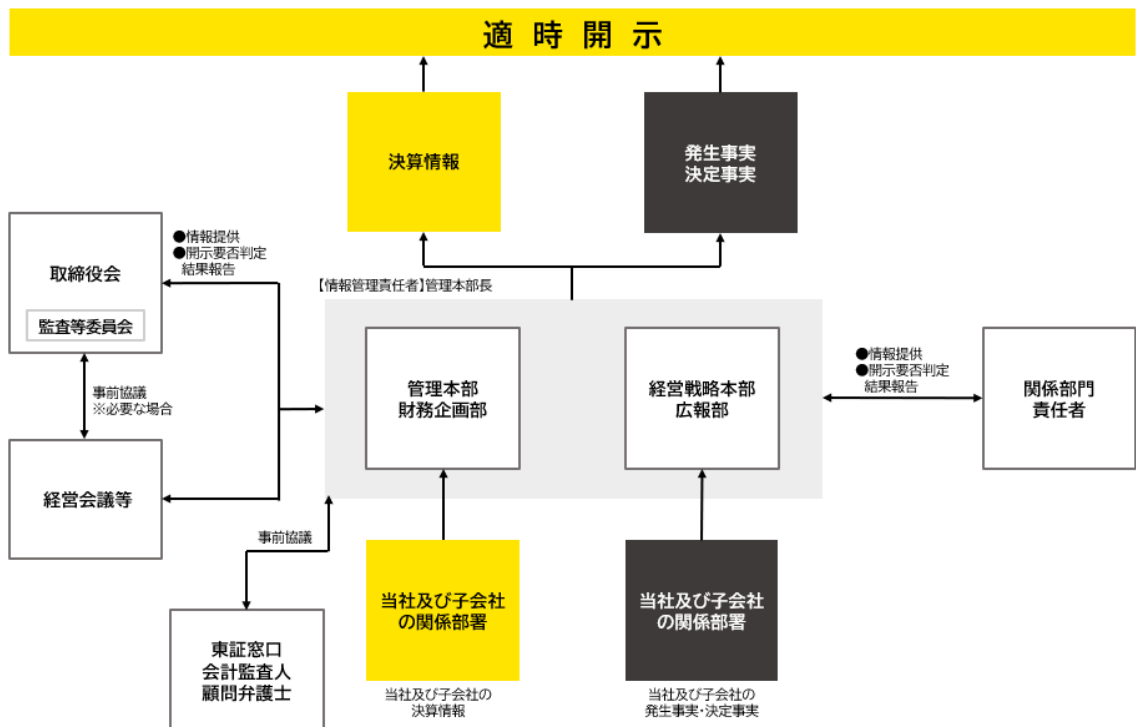 適時開示
決算情報
発生事実
決定事実
取締役会
監査等委員会
●情報提供
●開示要否判定
結果報告
【情報管理責任者】管理本部長
事前協議
※必要な場合
経営会議等
管理本部
財務企画部
経営戦略本部
広報部
●情報提供
●開示要否判定
結果報告
関係部門
責任者
事前協議
東証窓口
会計監査人
顧問弁護士
当社及び子会社
の関係部署
当社及び子会社の
決算情報
当社及び子会社
の関係部署
当社及び子会社の
発生事実・決定事実